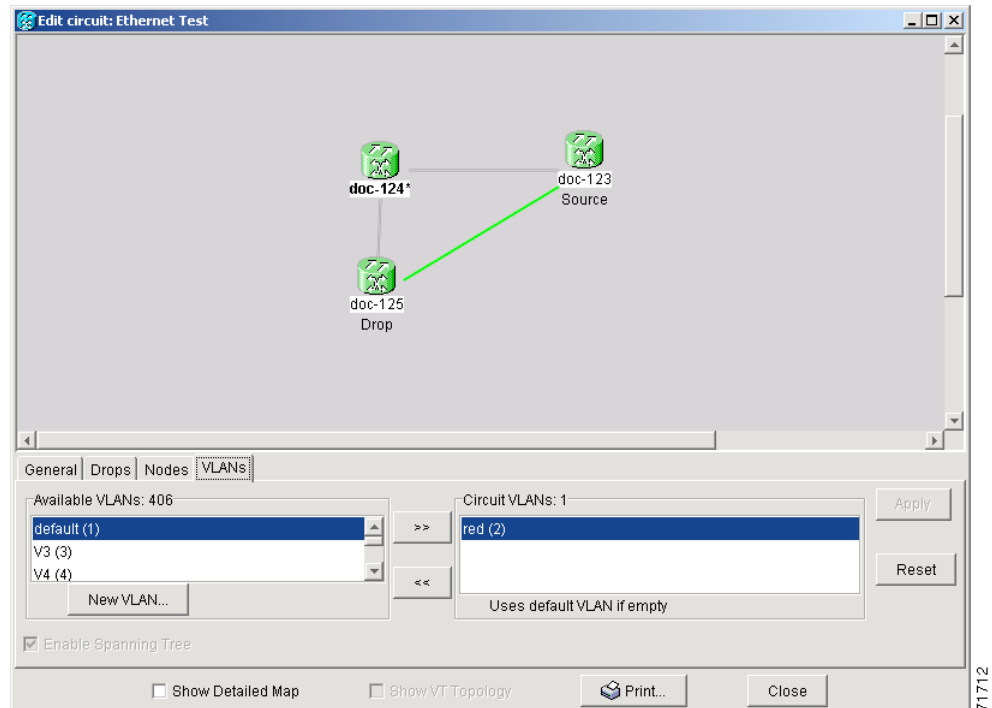 Edit circuit: Ethernet Test
doc-124*
doc-123
Source
doc-125
Drop
General Drops Nodes VLANs
Available VLANs: 406
default (1)
V3 (3)
V4 (4)
New VLAN...
>>
<<
Circuit VLANs: 1
red (2)
Uses default VLAN if empty
Apply
Reset
Enable Spanning Tree
Show Detailed Map
Show VT Topology
Print...
Close
71712